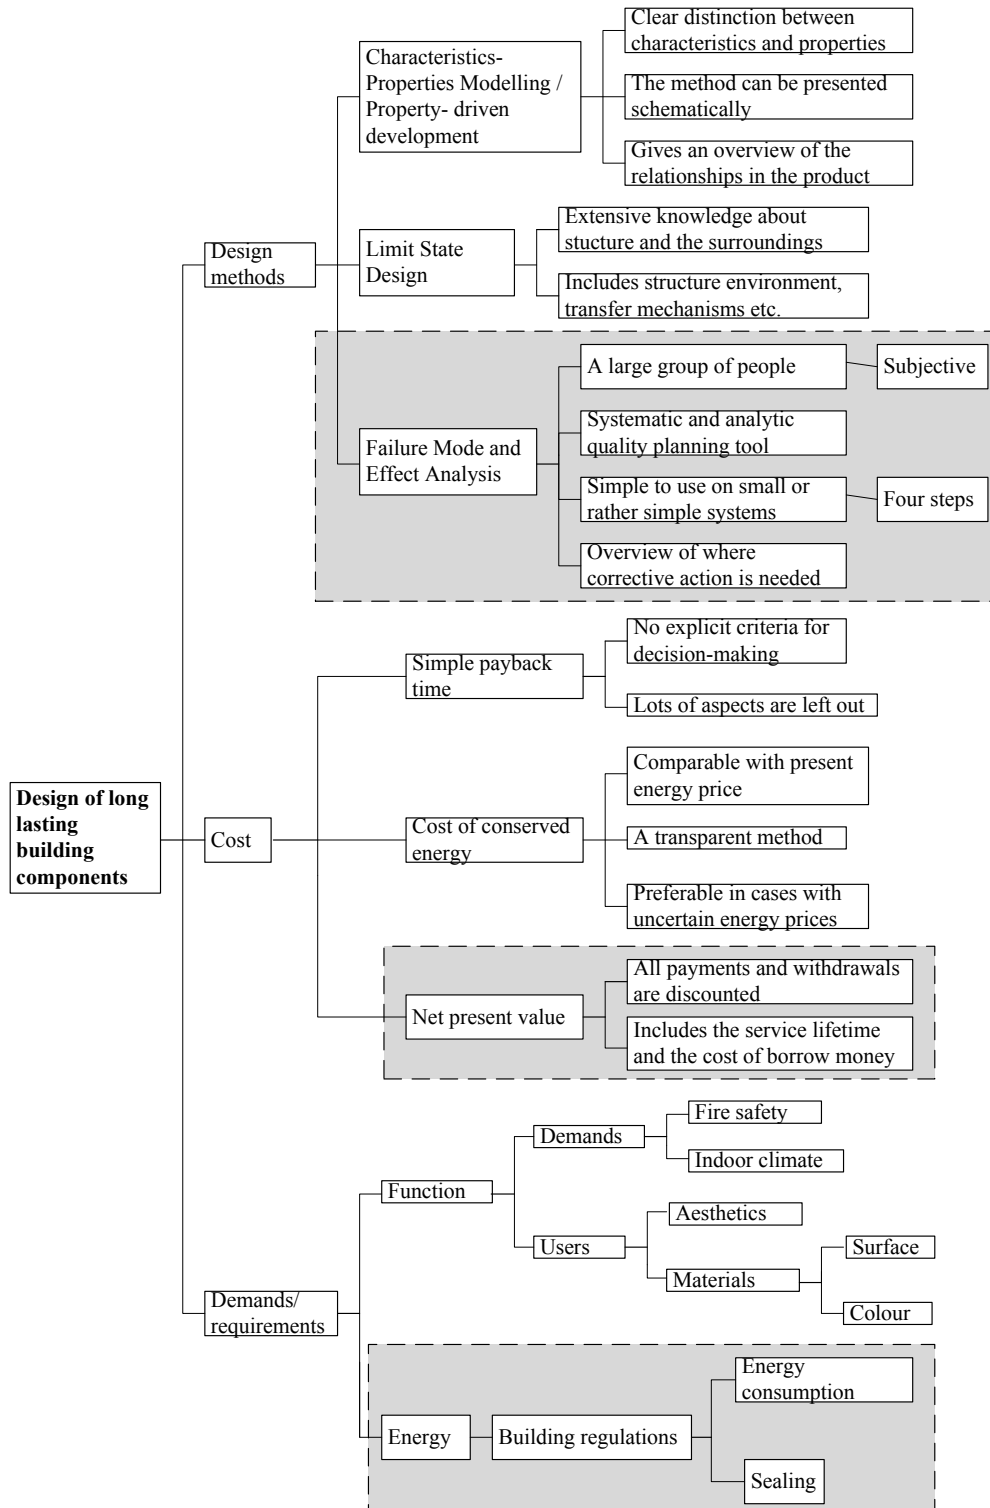 Clear distinction between
characteristics and properties
Characteristics-
Properties Modelling /
Property- driven
development
The method can be presented
schematically
Gives an overview of the
relationships in the product
Design
methods
Limit State
Design
Extensive knowledge about
stucture and the surroundings
Includes structure environment,
transfer mechanisms etc.
Failure Mode and
Effect Analysis
A large group of people
Subjective
Systematic and analytic
quality planning tool
Simple to use on small or
rather simple systems
Four steps
Overview of where
corrective action is needed
Design of long
lasting
building
components
Cost
Simple payback
time
No explicit criteria for
decision-making
Lots of aspects are left out
Cost of conserved
energy
Comparable with present
energy price
A transparent method
Preferable in cases with
uncertain energy prices
Net present value
All payments and withdrawals
are discounted
Includes the service lifetime
and the cost of borrow money
Demands/
requirements
Function
Demands
Fire safety
Indoor climate
Users
Aesthetics
Materials
Surface
Colour
Energy
Building regulations
Energy
consumption
Sealing